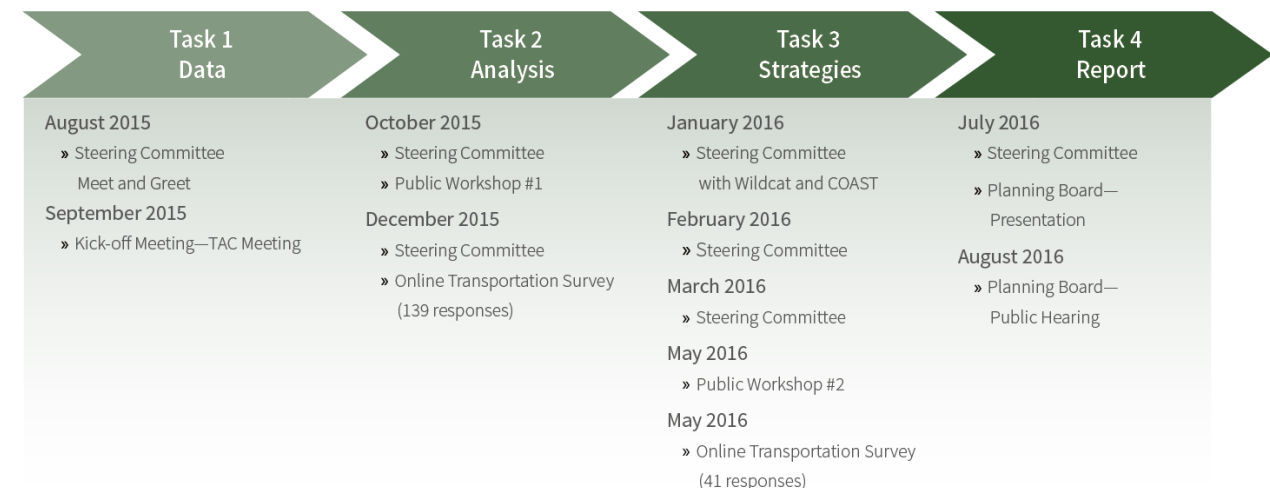 Task 1
Data
Task 2
Analysis
Task 3
Strategies
Task 4
Report
August 2015
» Steering Committee
Meet and Greet
September 2015
» Kick-off Meeting—TAC Meeting
October 2015
» Steering Committee
» Public Workshop #1
December 2015
» Steering Committee
» Online Transportation Survey
(139 responses)
January 2016
» Steering Committee
with Wildcat and COAST
February 2016
» Steering Committee
March 2016
» Steering Committee
May 2016
» Public Workshop #2
May 2016
» Online Transportation Survey
(41 responses)
July 2016
» Steering Committee
» Planning Board—
Presentation
August 2016
» Planning Board—
Public Hearing